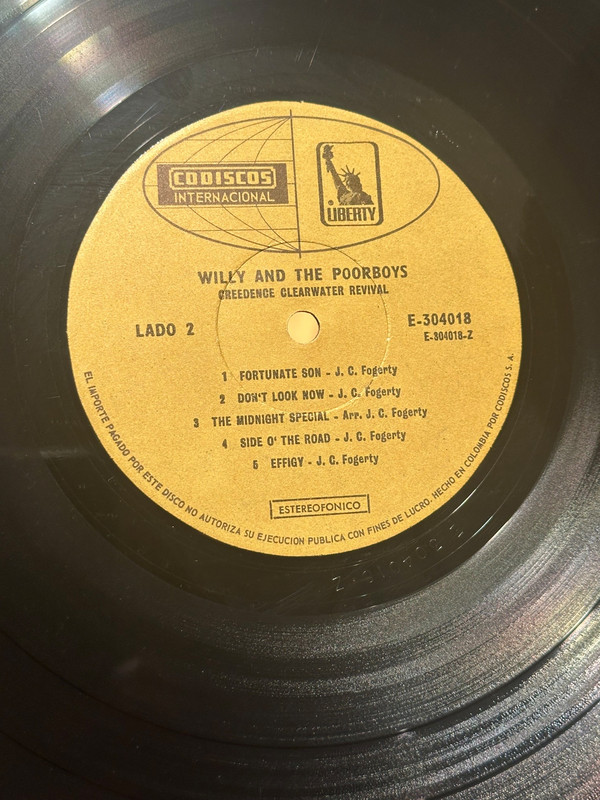 CODISCOS
INTERNACIONAL
LIBERTY
WILLY AND THE POORBOYS
CREEDENCE CLEARWATER REVIVAL
LADO 2
E-304018
E-304018-Z
1 FORTUNATE SON - J. C. Fogerty
2 DON'T LOOK NOW - J. C. Fogerty
3 THE MIDNIGHT SPECIAL - Arr. J. C. Fogerty
4 SIDE O' THE ROAD - J. C. Fogerty
5 EFFIGY - J. C. Fogerty
ESTEREOFONICO
EL IMPORTE PAGADO POR ESTE DISCO NO AUTORIZA SU EJECUCION PUBLICA CON FINES DE LUCRO. HECHO EN COLOMBIA POR CODISCOS S. A.